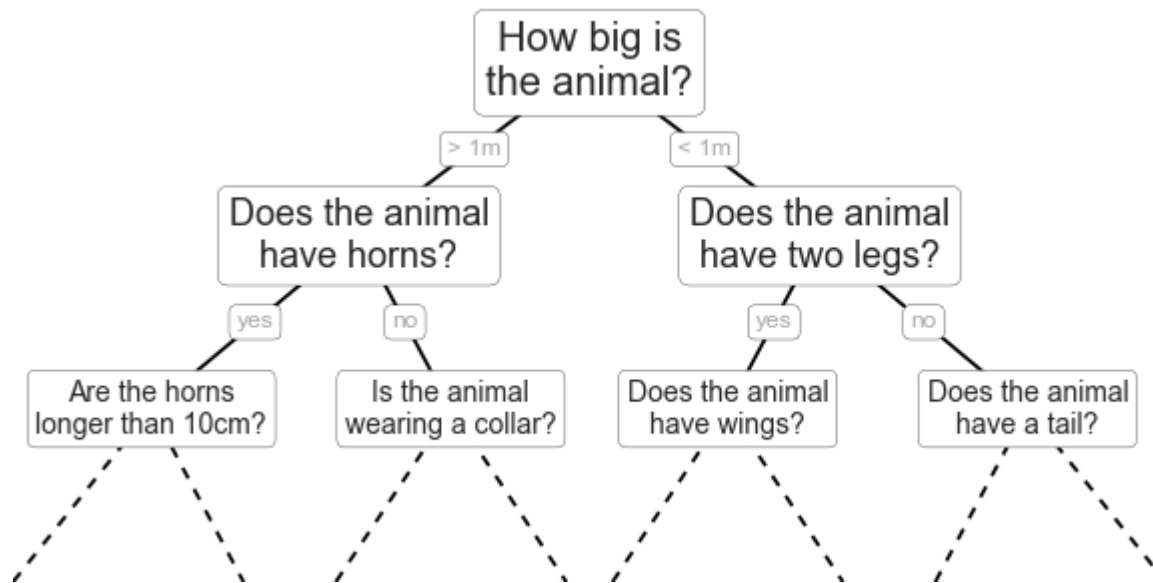 How big is
the animal?
> 1m
< 1m
Does the animal
have horns?
Does the animal
have two legs?
yes
no
yes
no
Are the horns
longer than 10cm?
Is the animal
wearing a collar?
Does the animal
have wings?
Does the animal
have a tail?